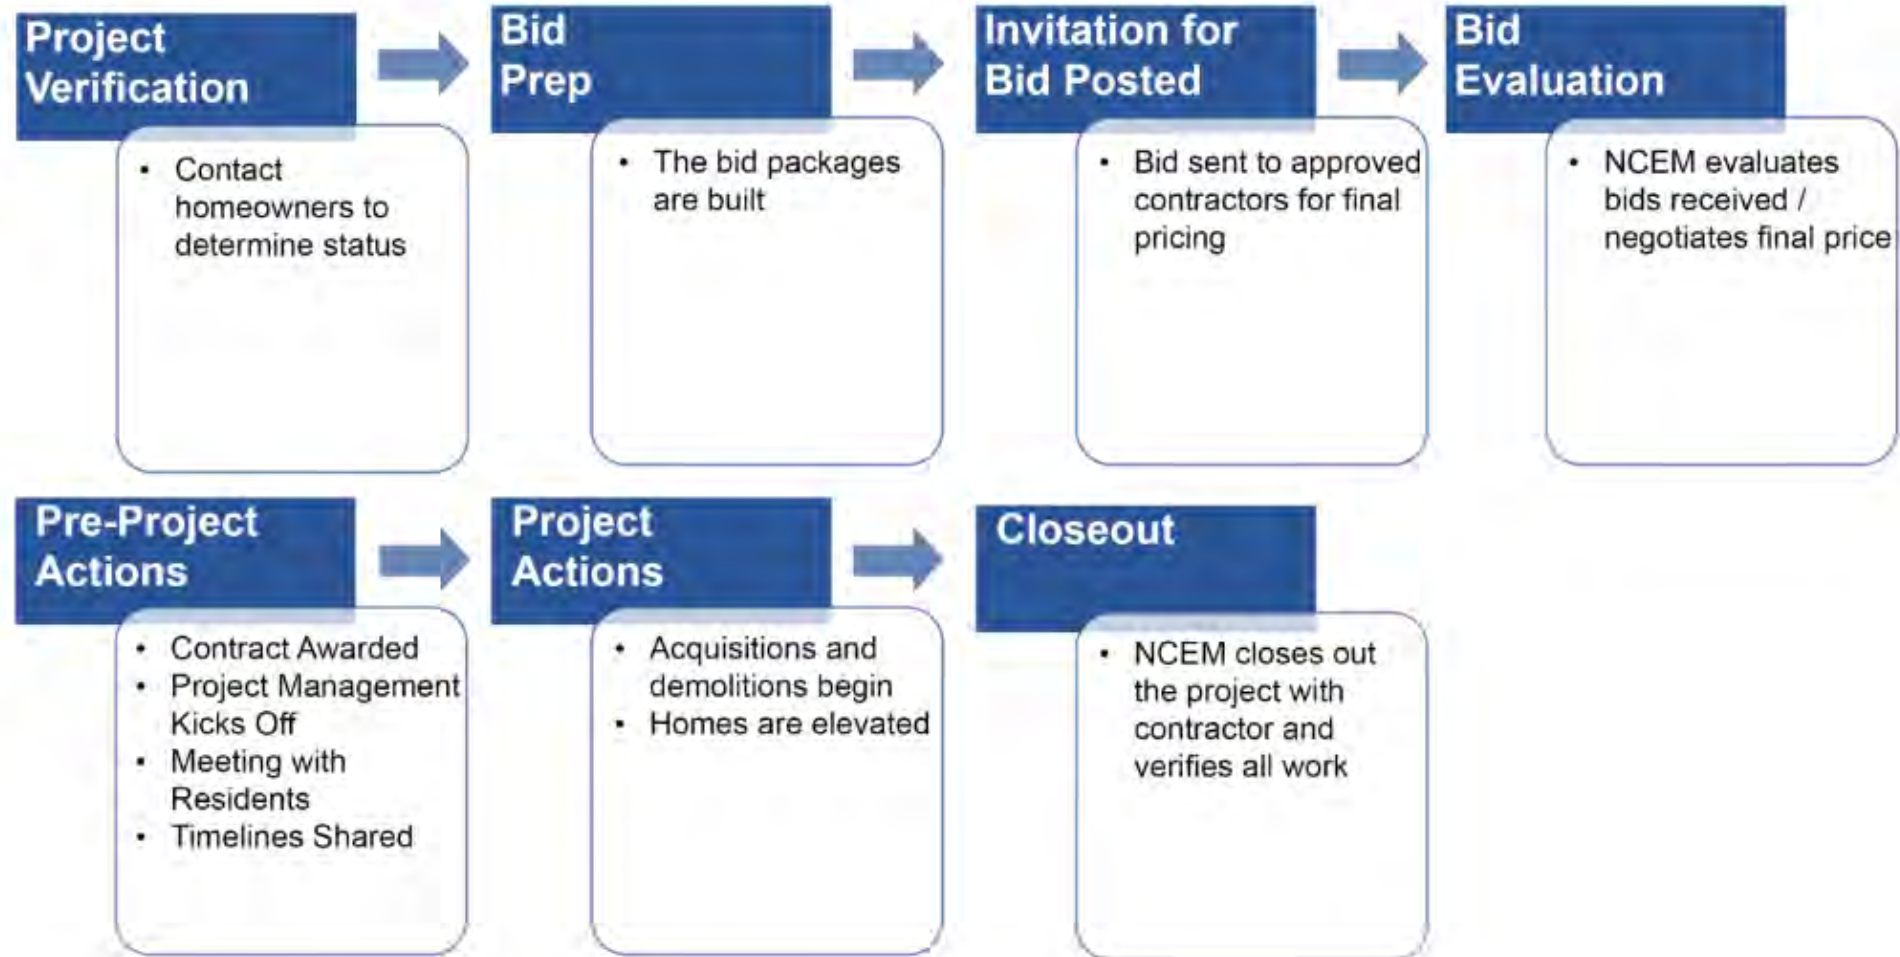 Project
Verification
• Contact
homeowners to
determine status
Bid
Prep
• The bid packages
are built
Invitation for
Bid Posted
• Bid sent to approved
contractors for final
pricing
Bid
Evaluation
• NCEM evaluates
bids received /
negotiates final price
Pre-Project
Actions
• Contract Awarded
• Project Management
Kicks Off
• Meeting with
Residents
• Timelines Shared
Project
Actions
• Acquisitions and
demolitions begin
• Homes are elevated
Closeout
• NCEM closes out
the project with
contractor and
verifies all work